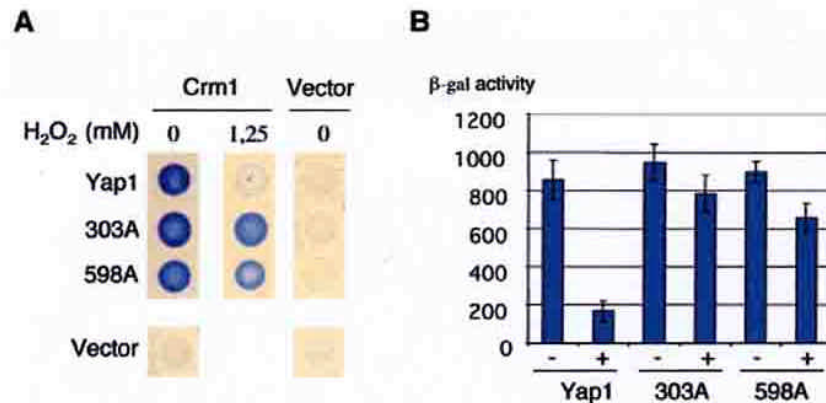 A
Crm1 Vector
H₂O₂ (mM) 0 1,25 0
Yap1
303A
598A
Vector
B
β-gal activity
1200
1000
800
600
400
200
0
- + - + - +
Yap1 303A 598A